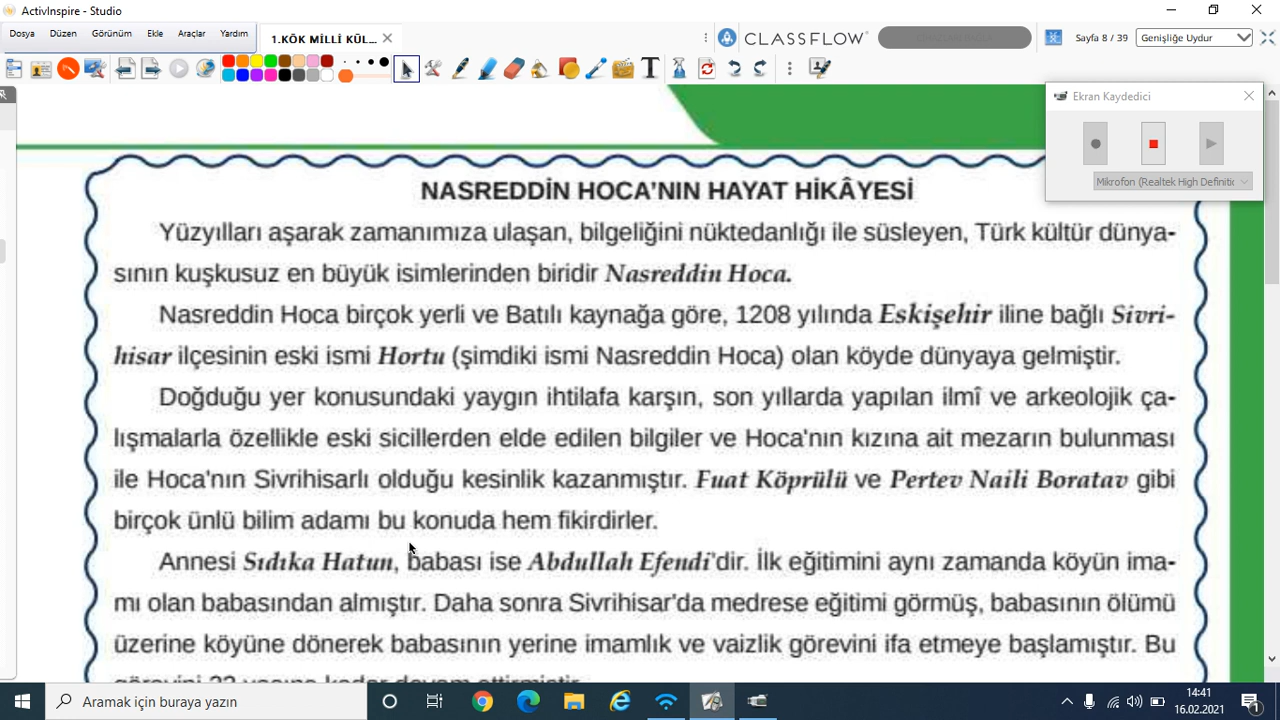 ActivInspire - Studio
Dosya Düzen Görünüm Ekle Araçlar Yardım
1.KÖK MİLLİ KÜL...
CLASSFLOW
Sayfa 8 / 39
Genişliğe Uydur
Ekran Kaydedici
Mikrofon (Realtek High Definitic
NASREDDİN HOCA'NIN HAYAT HİKÂYESİ
Yüzyılları aşarak zamanımıza ulaşan, bilgeliğini nüktedanlığı ile süsleyen, Türk kültür dünya-
sının kuşkusuz en büyük isimlerinden biridir Nasreddin Hoca.
Nasreddin Hoca birçok yerli ve Batılı kaynağa göre, 1208 yılında Eskişehir iline bağlı Sivri-
hisar ilçesinin eski ismi Hortu (şimdiki ismi Nasreddin Hoca) olan köyde dünyaya gelmiştir.
Doğduğu yer konusundaki yaygın ihtilafa karşın, son yıllarda yapılan ilmî ve arkeolojik ça-
lışmalarla özellikle eski sicillerden elde edilen bilgiler ve Hoca'nın kızına ait mezarın bulunması
ile Hoca'nın Sivrihisarlı olduğu kesinlik kazanmıştır. Fuat Köprülü ve Pertev Naili Boratav gibi
birçok ünlü bilim adamı bu konuda hem fikirdirler.
Annesi Sıdıka Hatun, babası ise Abdullah Efendi'dir. İlk eğitimini aynı zamanda köyün ima-
mı olan babasından almıştır. Daha sonra Sivrihisar'da medrese eğitimi görmüş, babasının ölümü
üzerine köyüne dönerek babasının yerine imamlık ve vaizlik görevini ifa etmeye başlamıştır. Bu
Aramak için buraya yazın
14:41
16.02.2021